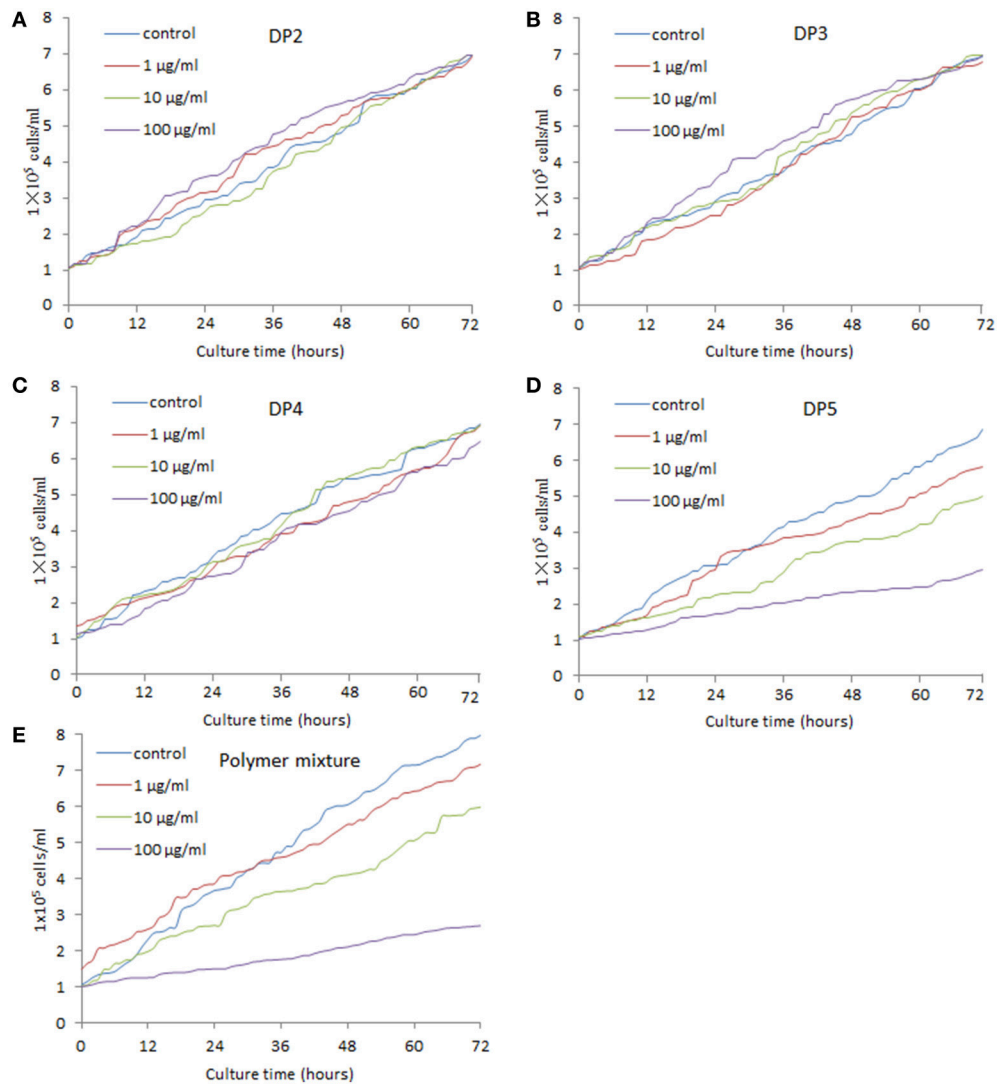 A
DP2
control
1 μg/ml
10 μg/ml
100 μg/ml
8
7
6
5
4
3
2
1
0
1×10⁵ cells/ml
0 12 24 36 48 60 72
Culture time (hours)
B
DP3
control
1 μg/ml
10 μg/ml
100 μg/ml
8
7
6
5
4
3
2
1
0
1×10⁵ cells/ml
0 12 24 36 48 60 72
Culture time (hours)
C
DP4
control
1 μg/ml
10 μg/ml
100 μg/ml
8
7
6
5
4
3
2
1
0
1×10⁵ cells/ml
0 12 24 36 48 60 72
Culture time (hours)
D
DP5
control
1 μg/ml
10 μg/ml
100 μg/ml
8
7
6
5
4
3
2
1
0
1×10⁵ cells/ml
0 12 24 36 48 60 72
Culture time (hours)
E
Polymer mixture
control
1 μg/ml
10 μg/ml
100 μg/ml
8
7
6
5
4
3
2
1
0
1x10⁵ cells/ml
0 12 24 36 48 60 72
Culture time (hours)